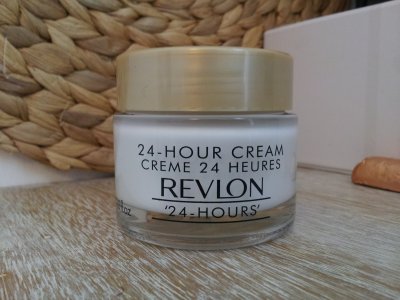 24-HOUR CREAM
CREME 24 HEURES
REVLON
'24-HOURS'